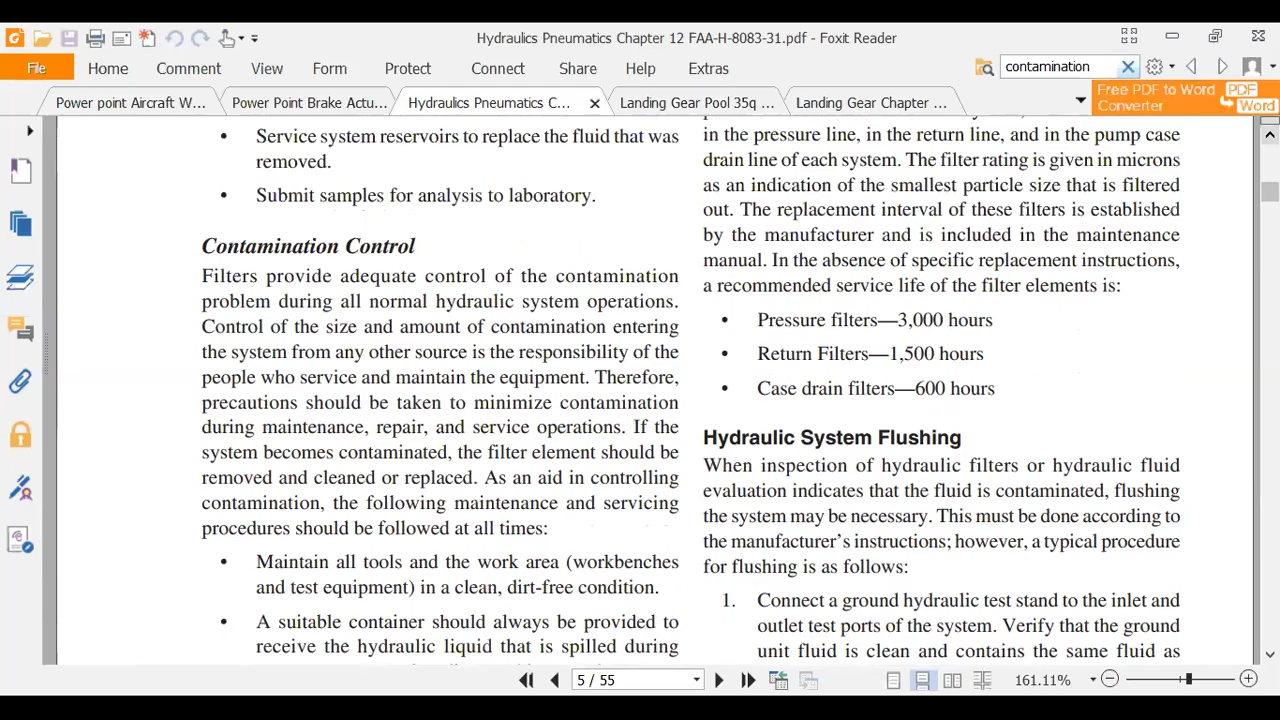 Hydraulics Pneumatics Chapter 12 FAA-H-8083-31.pdf - Foxit Reader
File Home Comment View Form Protect Connect Share Help Extras
contamination
Power point Aircraft W...
Power Point Brake Actu...
Hydraulics Pneumatics C...
Landing Gear Pool 35q ...
Landing Gear Chapter ...
Free PDF to Word
Converter
PDF
Word
• Service system reservoirs to replace the fluid that was
removed.
• Submit samples for analysis to laboratory.
Contamination Control
Filters provide adequate control of the contamination
problem during all normal hydraulic system operations.
Control of the size and amount of contamination entering
the system from any other source is the responsibility of the
people who service and maintain the equipment. Therefore,
precautions should be taken to minimize contamination
during maintenance, repair, and service operations. If the
system becomes contaminated, the filter element should be
removed and cleaned or replaced. As an aid in controlling
contamination, the following maintenance and servicing
procedures should be followed at all times:
• Maintain all tools and the work area (workbenches
and test equipment) in a clean, dirt-free condition.
• A suitable container should always be provided to
receive the hydraulic liquid that is spilled during
in the pressure line, in the return line, and in the pump case
drain line of each system. The filter rating is given in microns
as an indication of the smallest particle size that is filtered
out. The replacement interval of these filters is established
by the manufacturer and is included in the maintenance
manual. In the absence of specific replacement instructions,
a recommended service life of the filter elements is:
• Pressure filters—3,000 hours
• Return Filters—1,500 hours
• Case drain filters—600 hours
Hydraulic System Flushing
When inspection of hydraulic filters or hydraulic fluid
evaluation indicates that the fluid is contaminated, flushing
the system may be necessary. This must be done according to
the manufacturer's instructions; however, a typical procedure
for flushing is as follows:
1. Connect a ground hydraulic test stand to the inlet and
outlet test ports of the system. Verify that the ground
unit fluid is clean and contains the same fluid as
5 / 55
161.11%